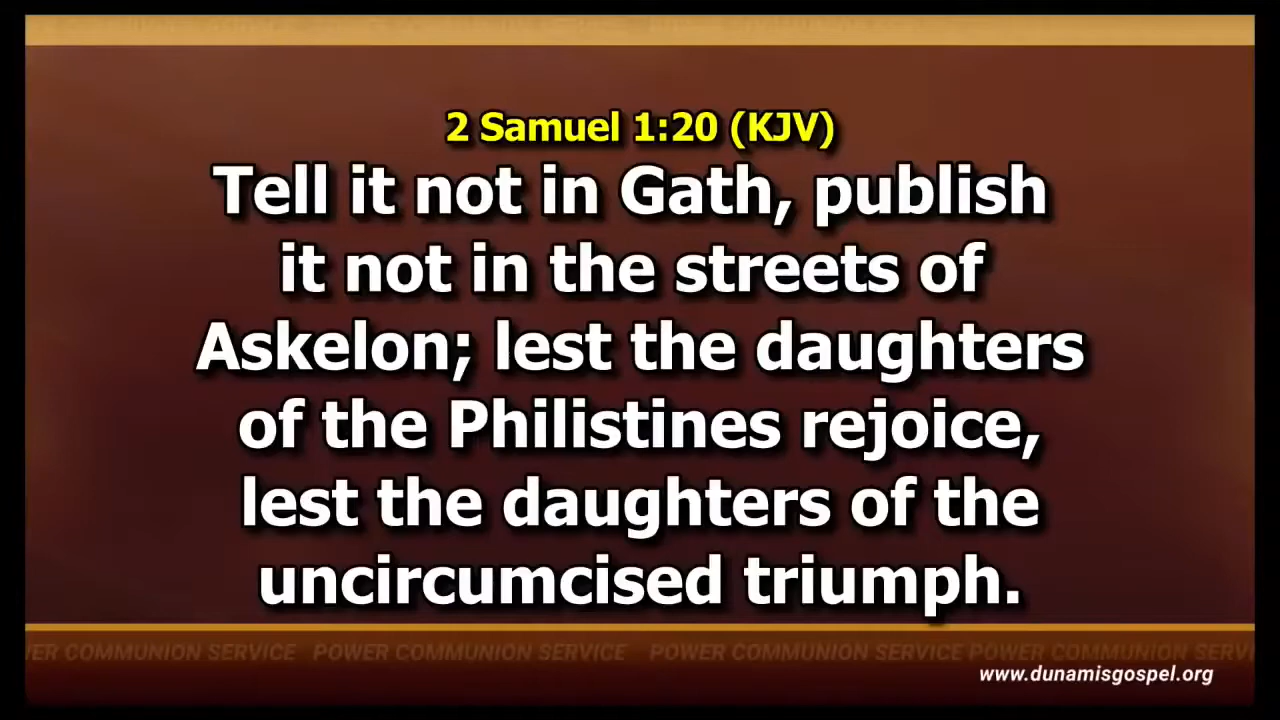 2 Samuel 1:20 (KJV)
Tell it not in Gath, publish
it not in the streets of
Askelon; lest the daughters
of the Philistines rejoice,
lest the daughters of the
uncircumcised triumph.
ER COMMUNION SERVICE POWER COMMUNION SERVICE POWER COMMUNION SERVICE POWER COMMUNION SERVI
www.dunamisgospel.org